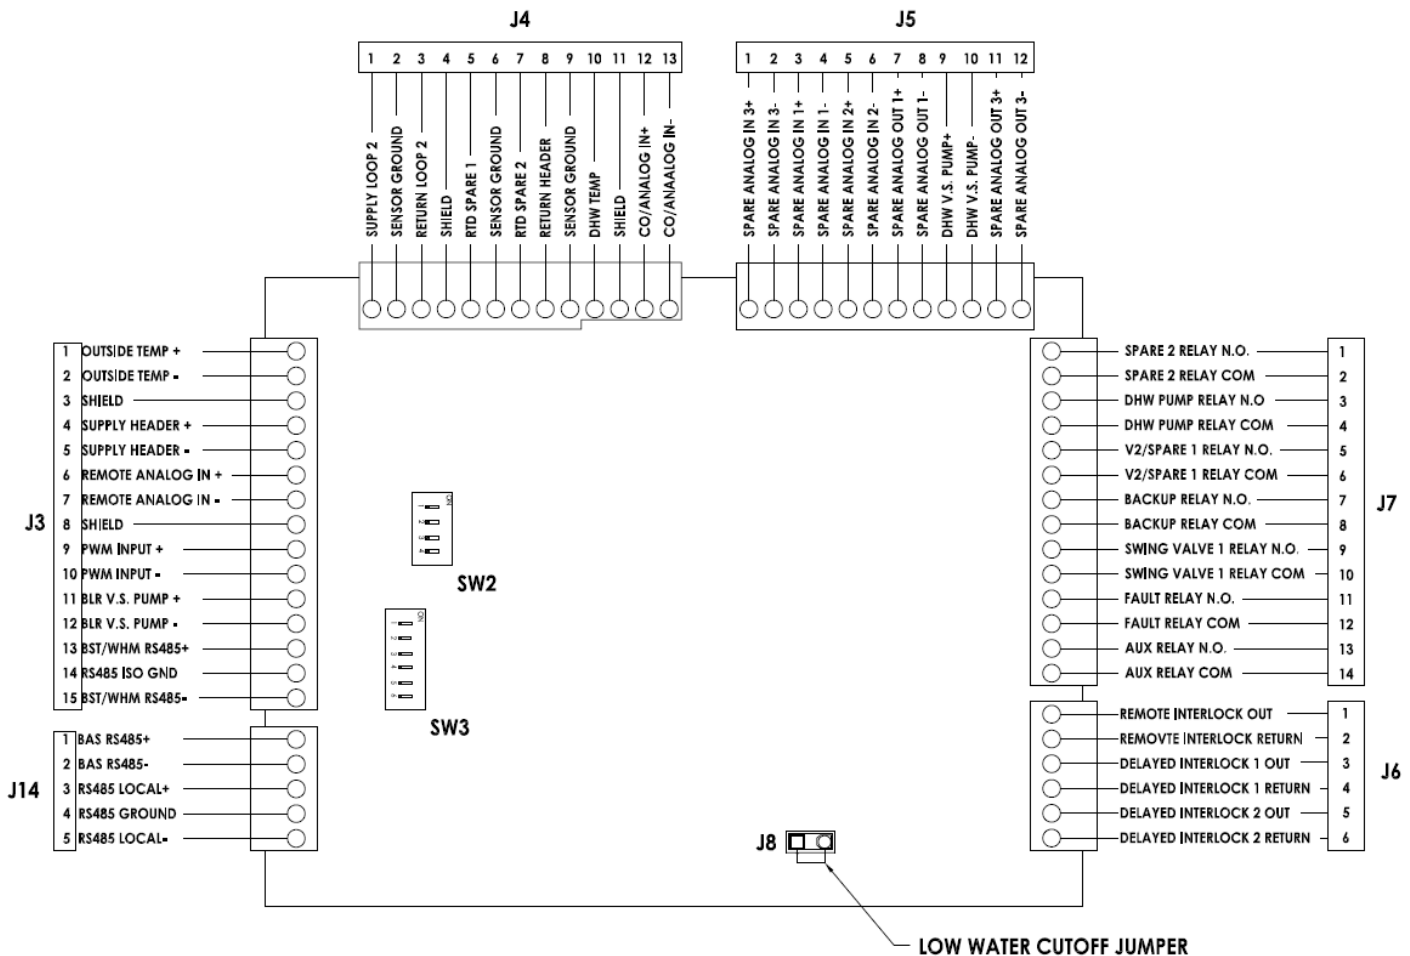 J4
1 2 3 4 5 6 7 8 9 10 11 12 13
SUPPLY LOOP 2
SENSOR GROUND
RETURN LOOP 2
SHIELD
RTD SPARE 1
SENSOR GROUND
RTD SPARE 2
RETURN HEADER
SENSOR GROUND
DHW TEMP
SHIELD
CO/ANALOG IN+
CO/ANAALOG IN-
J5
1 2 3 4 5 6 7 8 9 10 11 12
SPARE ANALOG IN 3+
SPARE ANALOG IN 3-
SPARE ANALOG IN 1+
SPARE ANALOG IN 1-
SPARE ANALOG IN 2+
SPARE ANALOG IN 2-
SPARE ANALOG OUT 1+
SPARE ANALOG OUT 1-
DHW V.S. PUMP+
DHW V.S. PUMP-
SPARE ANALOG OUT 3+
SPARE ANALOG OUT 3-
J3
1 OUTSIDE TEMP +
2 OUTSIDE TEMP -
3 SHIELD
4 SUPPLY HEADER +
5 SUPPLY HEADER -
6 REMOTE ANALOG IN +
7 REMOTE ANALOG IN -
8 SHIELD
9 PWM INPUT +
10 PWM INPUT -
11 BLR V.S. PUMP +
12 BLR V.S. PUMP -
13 BST/WHM RS485+
14 RS485 ISO GND
15 BST/WHM RS485-
J14
1 BAS RS485+
2 BAS RS485-
3 RS485 LOCAL+
4 RS485 GROUND
5 RS485 LOCAL-
ON
1
2
3
4
SW2
ON
1
2
3
4
5
6
SW3
SPARE 2 RELAY N.O. 1
SPARE 2 RELAY COM 2
DHW PUMP RELAY N.O 3
DHW PUMP RELAY COM 4
V2/SPARE 1 RELAY N.O. 5
V2/SPARE 1 RELAY COM 6
BACKUP RELAY N.O. 7
BACKUP RELAY COM 8
SWING VALVE 1 RELAY N.O. 9
SWING VALVE 1 RELAY COM 10
FAULT RELAY N.O. 11
FAULT RELAY COM 12
AUX RELAY N.O. 13
AUX RELAY COM 14
J7
REMOTE INTERLOCK OUT 1
REMOVTE INTERLOCK RETURN 2
DELAYED INTERLOCK 1 OUT 3
DELAYED INTERLOCK 1 RETURN 4
DELAYED INTERLOCK 2 OUT 5
DELAYED INTERLOCK 2 RETURN 6
J6
J8
LOW WATER CUTOFF JUMPER